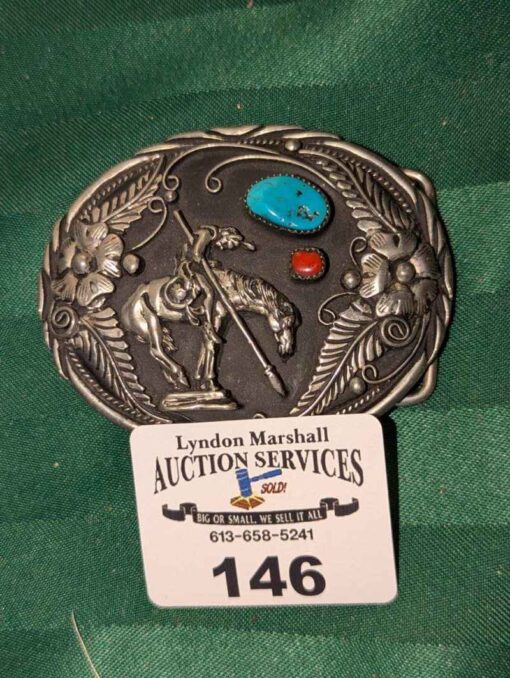 Lyndon Marshall
AUCTION SERVICES
SOLD!
BIG OR SMALL, WE SELL IT ALL
613-658-5241
146